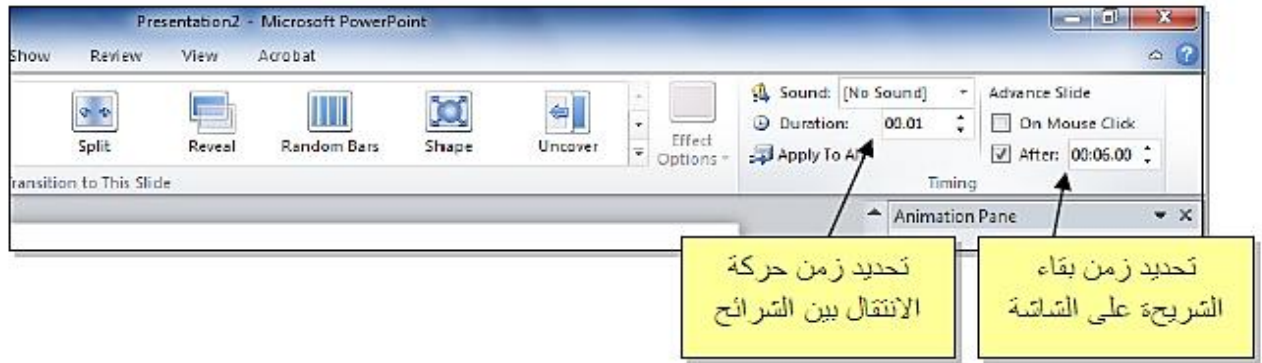 Presentation2 - Microsoft PowerPoint
Show Review View Acrobat
Split Reveal Random Bars Shape Uncover Effect Options
Sound: [No Sound] Advance Slide
Duration: 00.01 On Mouse Click
Apply To After: 00:06.00
Transition to This Slide Timing
Animation Pane
تحديد زمن حركة
الانتقال بين الشرائح
تحديد زمن بقاء
الشريحة على الشاشة